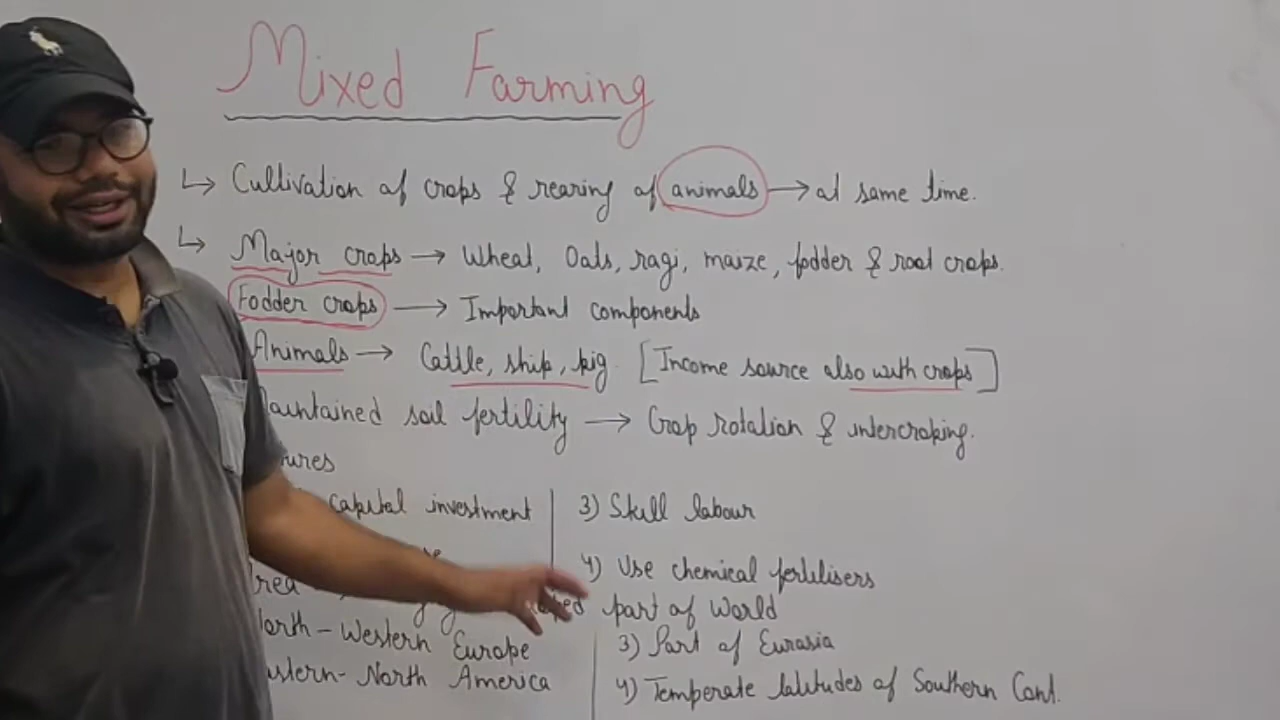 Mixed Farming
↳ Cultivation of crops & rearing of animals → at same time.
↳ Major crops → Wheat, Oats, ragi, maize, fodder & root crops.
Fodder crops → Important components
Animals → Cattle, ship, pig. [Income source also with crops]
Maintained soil fertility → Crop rotation & intercroping.
ures
capital investment
3) Skill labour
4) Use chemical fertilisers
part of World
North-Western Europe
3) Part of Eurasia
stern-North America
4) Temperate latitudes of Southern Cont.